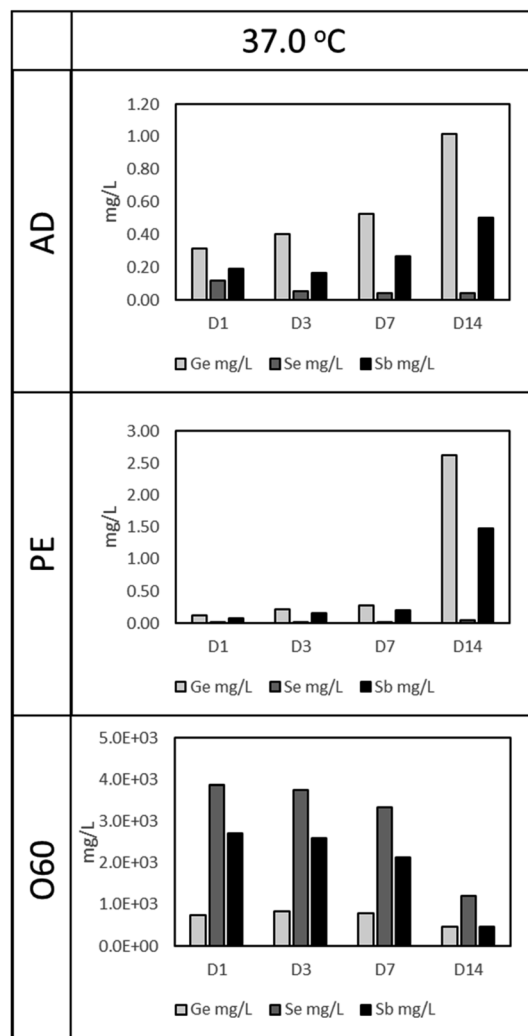 37.0 ºC
AD
mg/L
1.20
1.00
0.80
0.60
0.40
0.20
0.00
D1 D3 D7 D14
Ge mg/L Se mg/L Sb mg/L
PE
mg/L
3.00
2.50
2.00
1.50
1.00
0.50
0.00
D1 D3 D7 D14
Ge mg/L Se mg/L Sb mg/L
O60
mg/L
5.0E+03
4.0E+03
3.0E+03
2.0E+03
1.0E+03
0.0E+00
D1 D3 D7 D14
Ge mg/L Se mg/L Sb mg/L